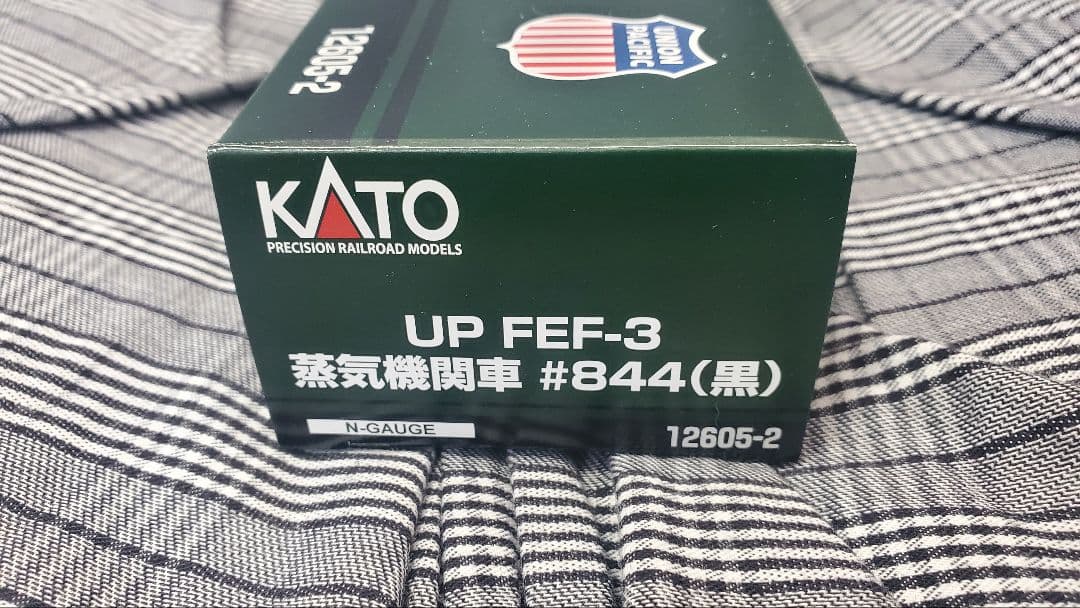 12605-2
UNION
PACIFIC
KATO
PRECISION RAILROAD MODELS
UP FEF-3
蒸気機関車 #844(黒)
N-GAUGE
12605-2